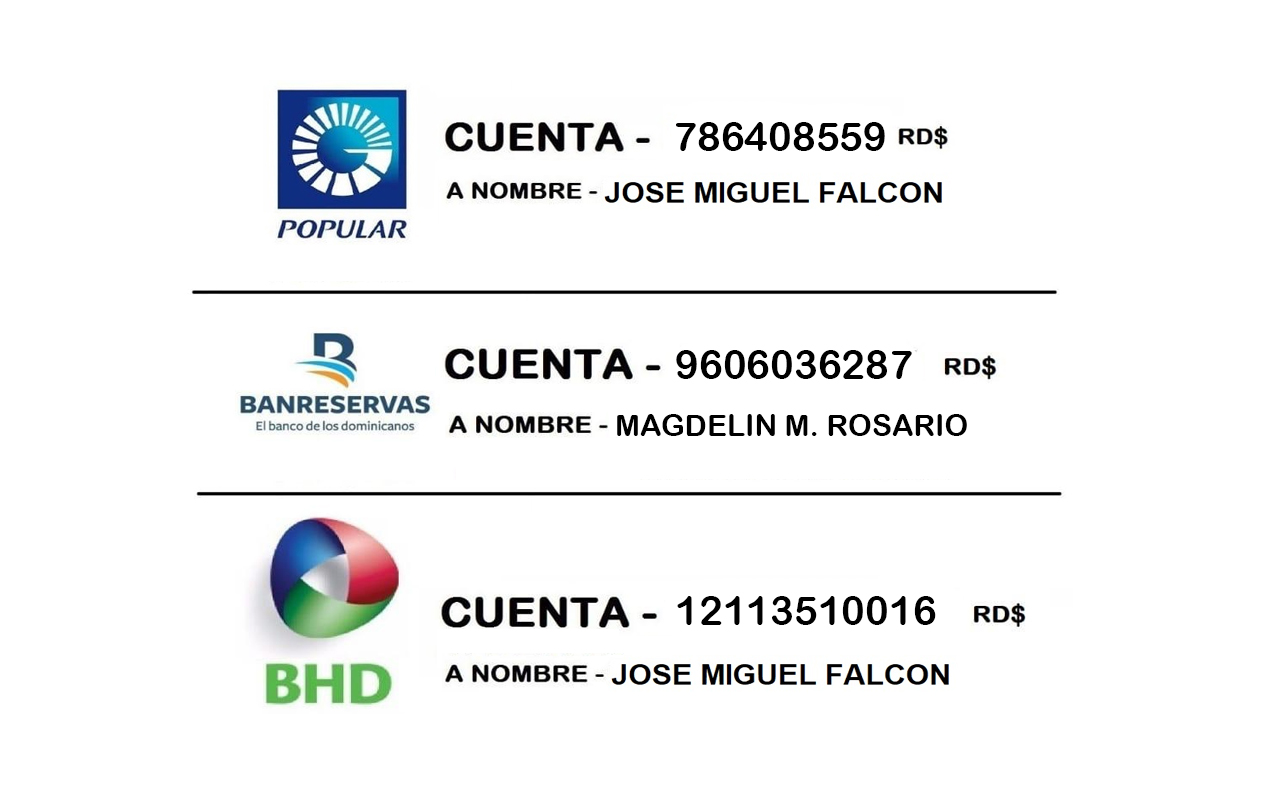 CUENTA - 786408559 RD$
A NOMBRE - JOSE MIGUEL FALCON
POPULAR
CUENTA - 9606036287 RD$
BANRESERVAS
El banco de los dominicanos
A NOMBRE - MAGDELIN M. ROSARIO
CUENTA - 12113510016 RD$
A NOMBRE - JOSE MIGUEL FALCON
BHD